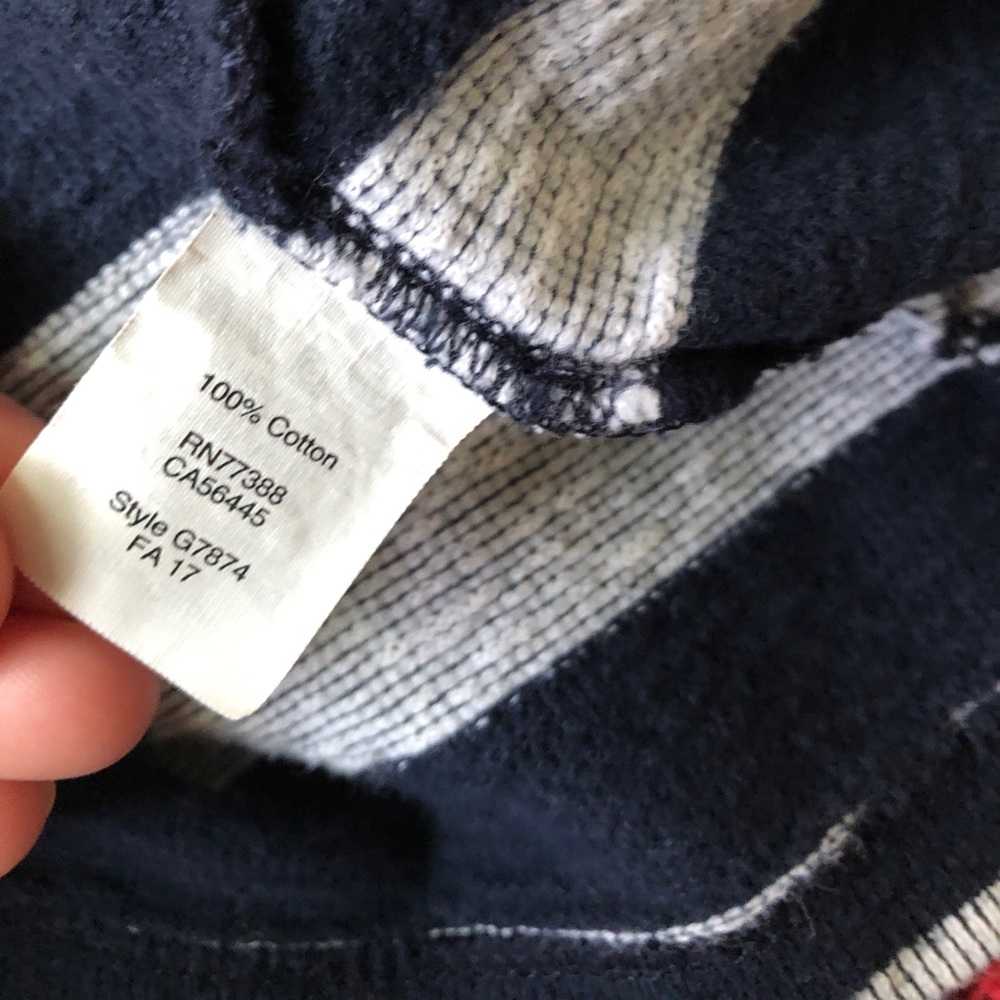 100% Cotton
RN77388
CA56445
Style G7874
FA 17